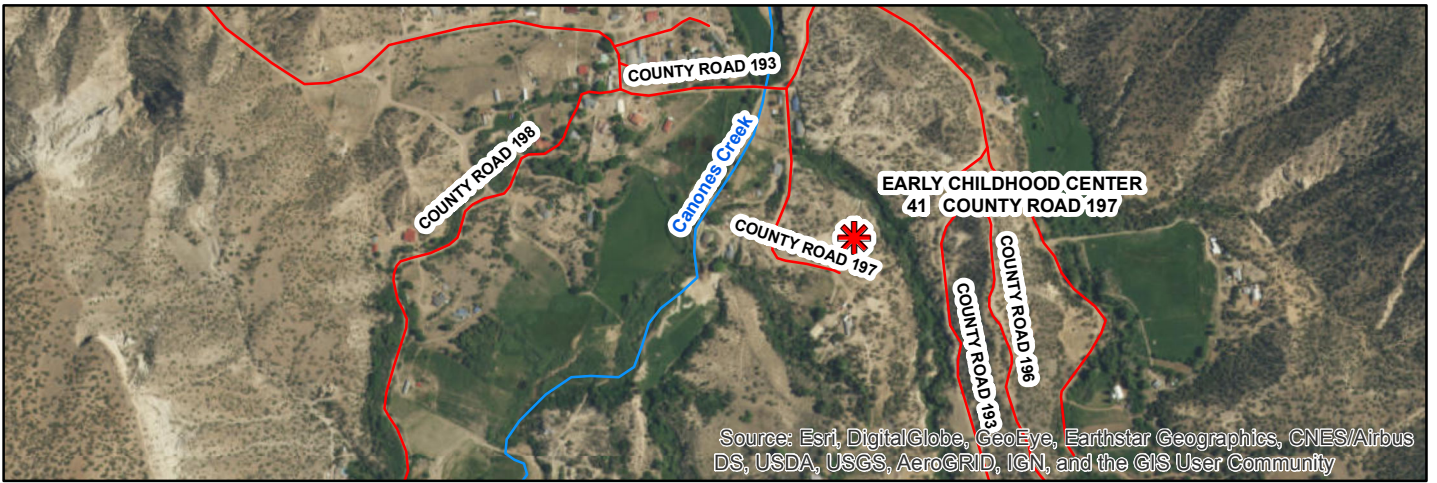 COUNTY ROAD 193
COUNTY ROAD 198
Canones Creek
EARLY CHILDHOOD CENTER
41 COUNTY ROAD 197
COUNTY ROAD 197
COUNTY ROAD 196
COUNTY ROAD 193
Source: Esri, DigitalGlobe, GeoEye, Earthstar Geographics, CNES/Airbus
DS, USDA, USGS, AeroGRID, IGN, and the GIS User Community